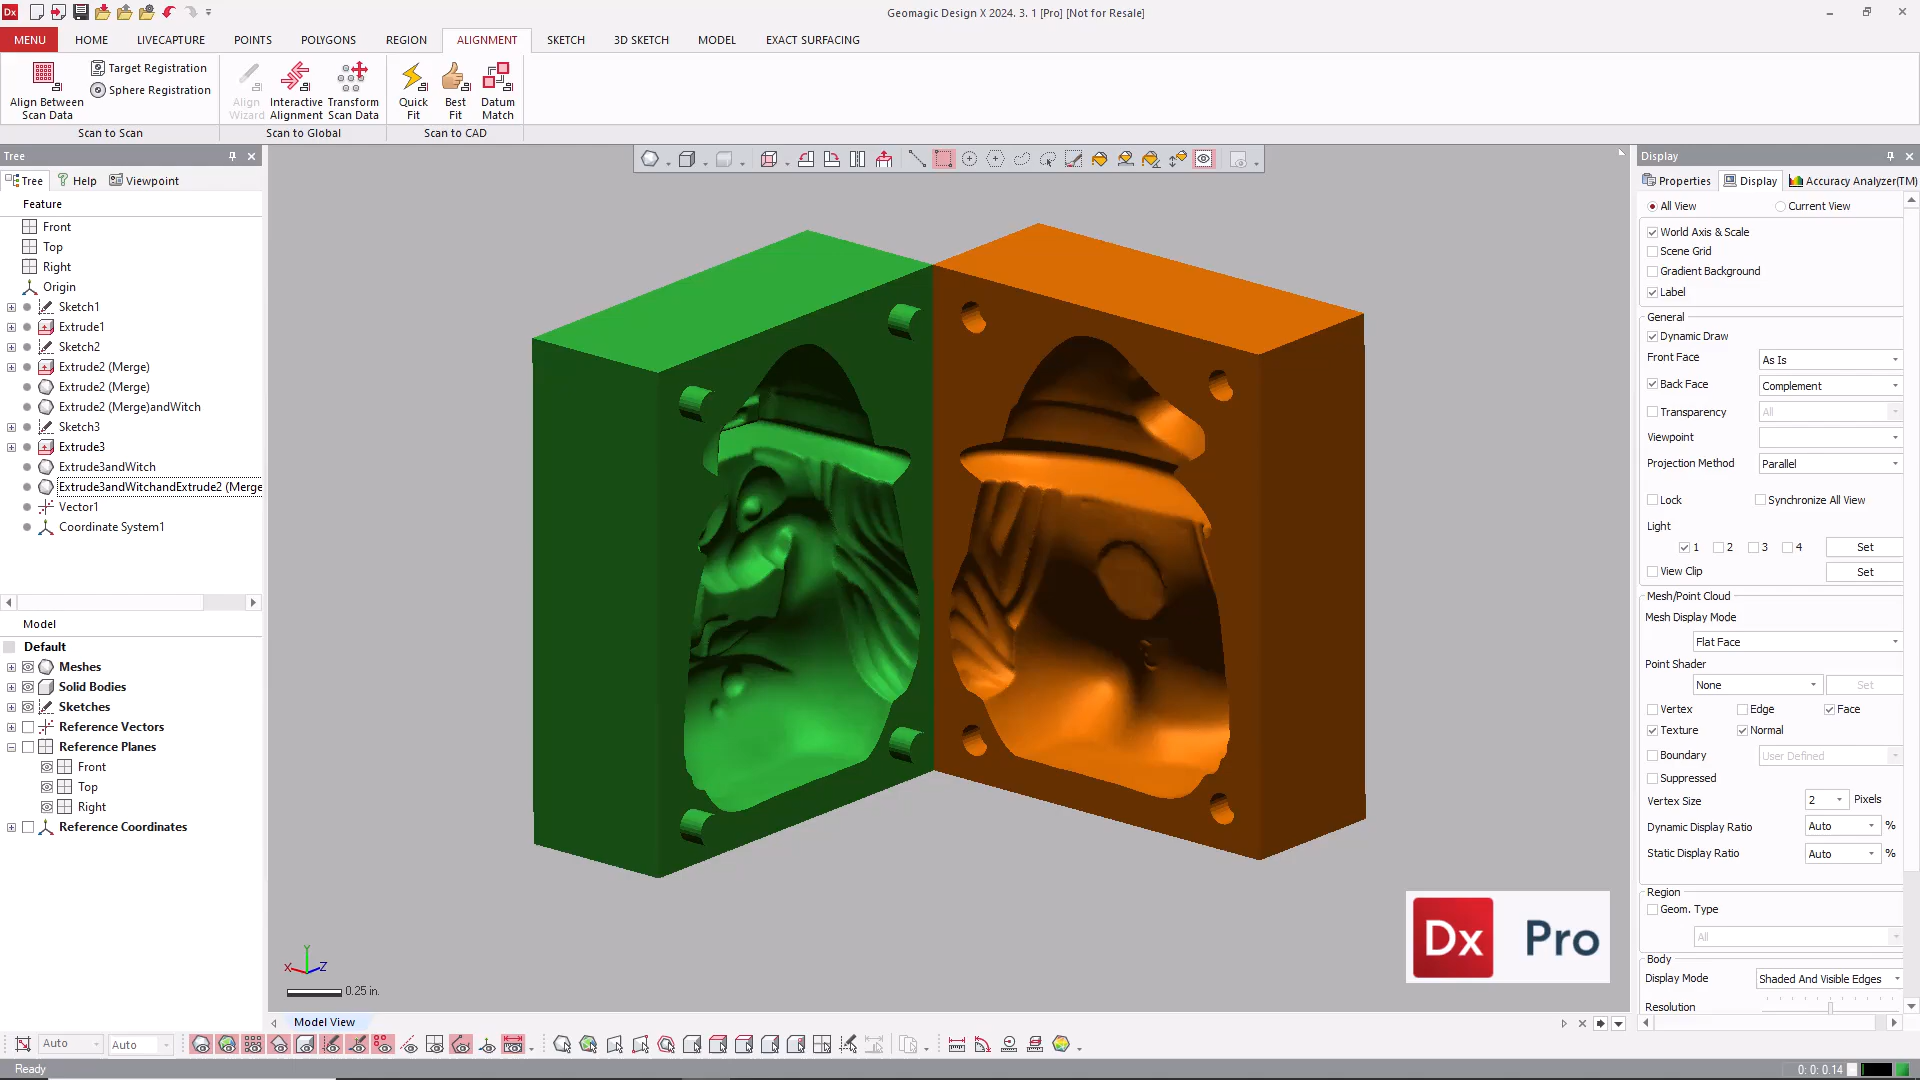 Dx
Geomagic Design X 2024. 3. 1 [Pro] [Not for Resale]
MENU HOME LIVECAPTURE POINTS POLYGONS REGION ALIGNMENT SKETCH 3D SKETCH MODEL EXACT SURFACING
Align Between Scan Data
Target Registration
Sphere Registration
Align Wizard
Interactive Alignment
Transform Scan Data
Quick Fit
Best Fit
Datum Match
Scan to Scan
Scan to Global
Scan to CAD
Tree
Tree Help Viewpoint
Feature
Front
Top
Right
Origin
Sketch1
Extrude1
Sketch2
Extrude2 (Merge)
Extrude2 (Merge)
Extrude2 (Merge)andWitch
Sketch3
Extrude3
Extrude3andWitch
Extrude3andWitchandExtrude2 (Merge
Vector1
Coordinate System1
Model
Default
Meshes
Solid Bodies
Sketches
Reference Vectors
Reference Planes
Front
Top
Right
Reference Coordinates
Y
X Z
0.25 in.
Dx Pro
Model View
Display
Properties Display Accuracy Analyzer(TM)
All View Current View
World Axis & Scale
Scene Grid
Gradient Background
Label
General
Dynamic Draw
Front Face As Is
Back Face Complement
Transparency All
Viewpoint
Projection Method Parallel
Lock Synchronize All View
Light
1 2 3 4 Set
View Clip Set
Mesh/Point Cloud
Mesh Display Mode
Flat Face
Point Shader
None Set
Vertex Edge Face
Texture Normal
Boundary User Defined
Suppressed
Vertex Size 2 Pixels
Dynamic Display Ratio Auto %
Static Display Ratio Auto %
Region
Geom. Type
All
Body
Display Mode Shaded And Visible Edges
Resolution
Auto Auto
Ready
0: 0: 0.14